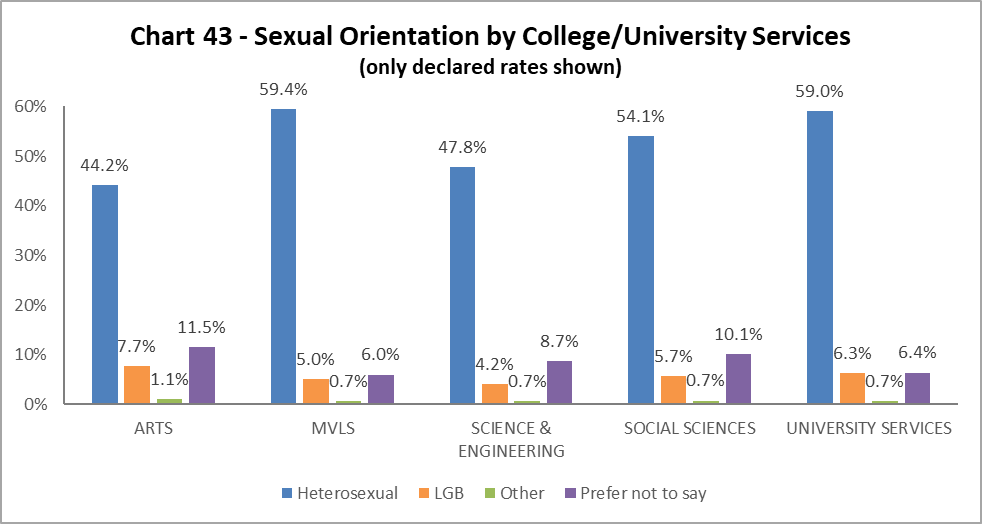 Chart 43 - Sexual Orientation by College/University Services
(only declared rates shown)
60%
50%
40%
30%
20%
10%
0%
44.2%
7.7%
1.1%
11.5%
59.4%
5.0%
0.7%
6.0%
47.8%
4.2%
0.7%
8.7%
54.1%
5.7%
0.7%
10.1%
59.0%
6.3%
0.7%
6.4%
ARTS
MVLS
SCIENCE &
ENGINEERING
SOCIAL SCIENCES
UNIVERSITY SERVICES
Heterosexual
LGB
Other
Prefer not to say